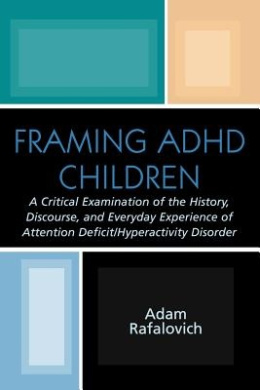 FRAMING ADHD
CHILDREN
A Critical Examination of the History,
Discourse, and Everyday Experience of
Attention Deficit/Hyperactivity Disorder
Adam
Rafalovich